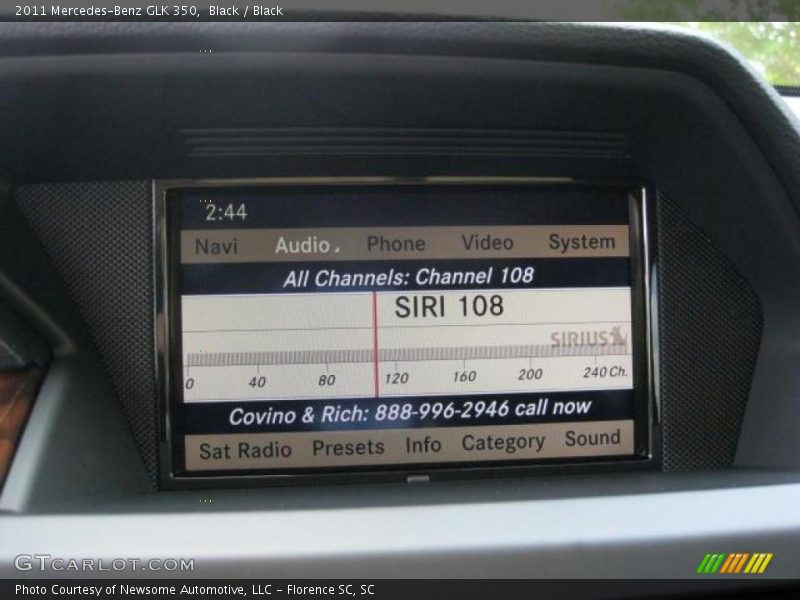 2011 Mercedes-Benz GLK 350, Black / Black
2:44
Navi Audio Phone Video System
All Channels: Channel 108
SIRI 108
SIRIUS
0 40 80 120 160 200 240 Ch.
Covino & Rich: 888-996-2946 call now
Sat Radio Presets Info Category Sound
GTCARLOT.COM
Photo Courtesy of Newsome Automotive, LLC - Florence SC, SC